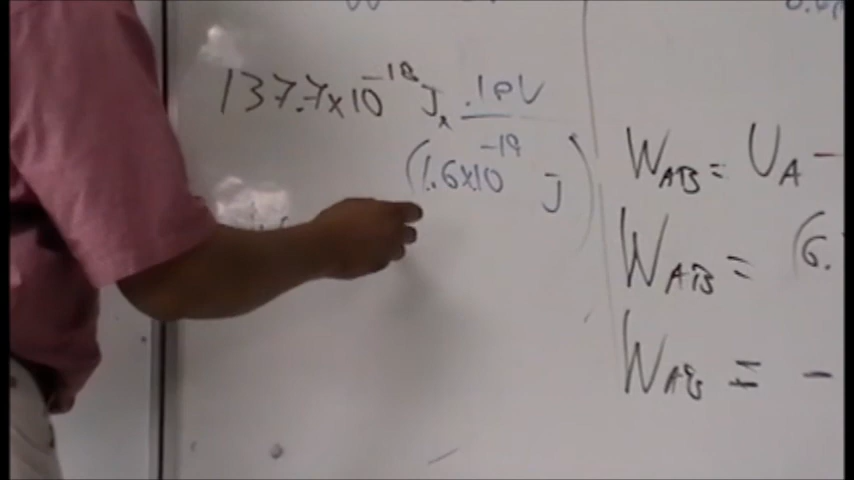 137.7x10⁻¹⁸ J x .1eV
(1.6x10⁻¹⁹ J)
W_AB = U_A -
W_AB = (6.
W_AB = -